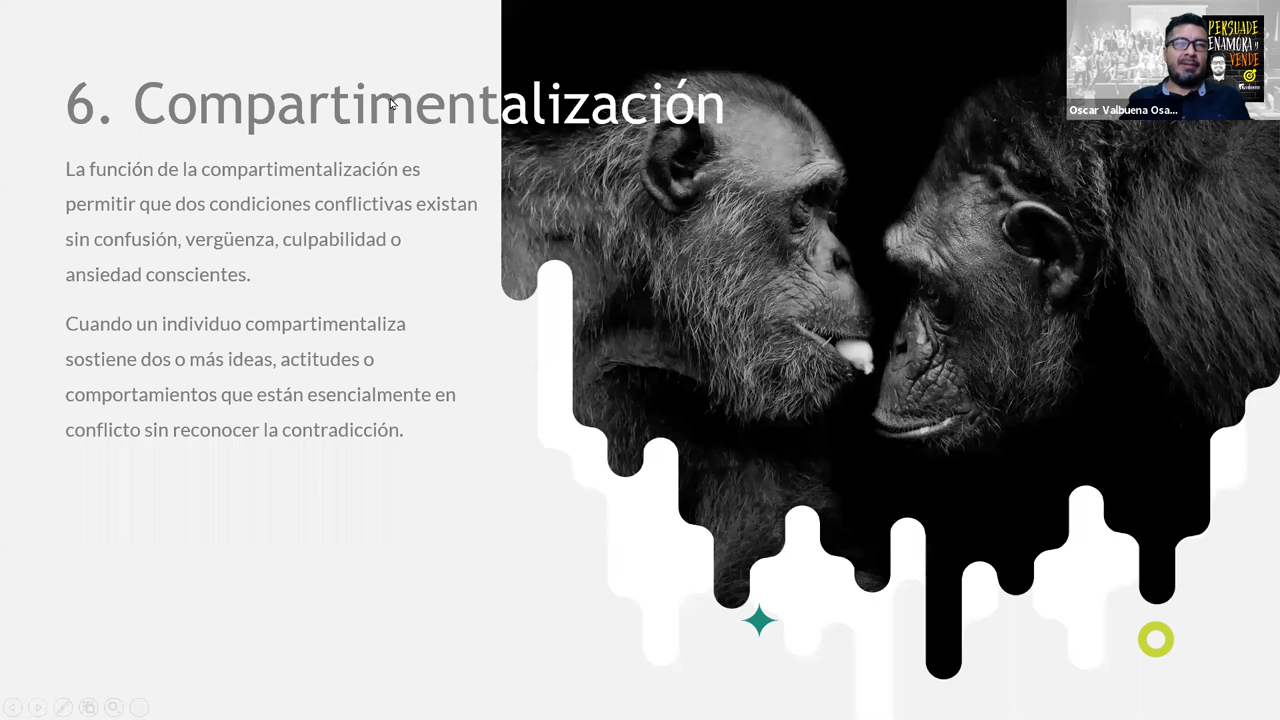 6. Compartimentalización
La función de la compartimentalización es
permitir que dos condiciones conflictivas existan
sin confusión, vergüenza, culpabilidad o
ansiedad conscientes.
Cuando un individuo compartimentaliza
sostiene dos o más ideas, actitudes o
comportamientos que están esencialmente en
conflicto sin reconocer la contradicción.
PERSUADE
ENAMORA y
VENDE
Oscar Valbuena Osa...